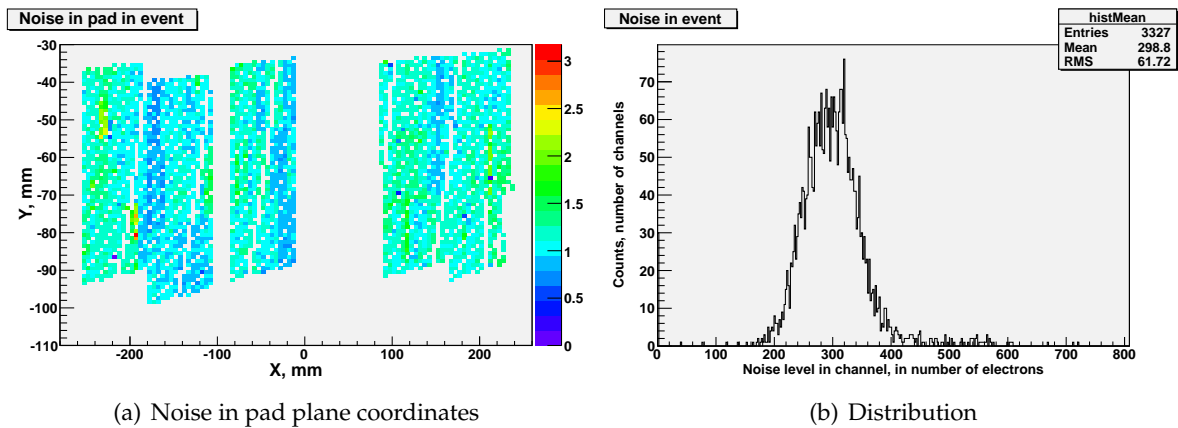 Noise in pad in event
Y, mm
-30
-40
-50
-60
-70
-80
-90
-100
-110
-200
-100
0
100
200
X, mm
3
2.5
2
1.5
1
0.5
0
(a) Noise in pad plane coordinates
Noise in event
histMean
Entries 3327
Mean 298.8
RMS 61.72
Counts, number of channels
70
60
50
40
30
20
10
0
0 100 200 300 400 500 600 700 800
Noise level in channel, in number of electrons
(b) Distribution